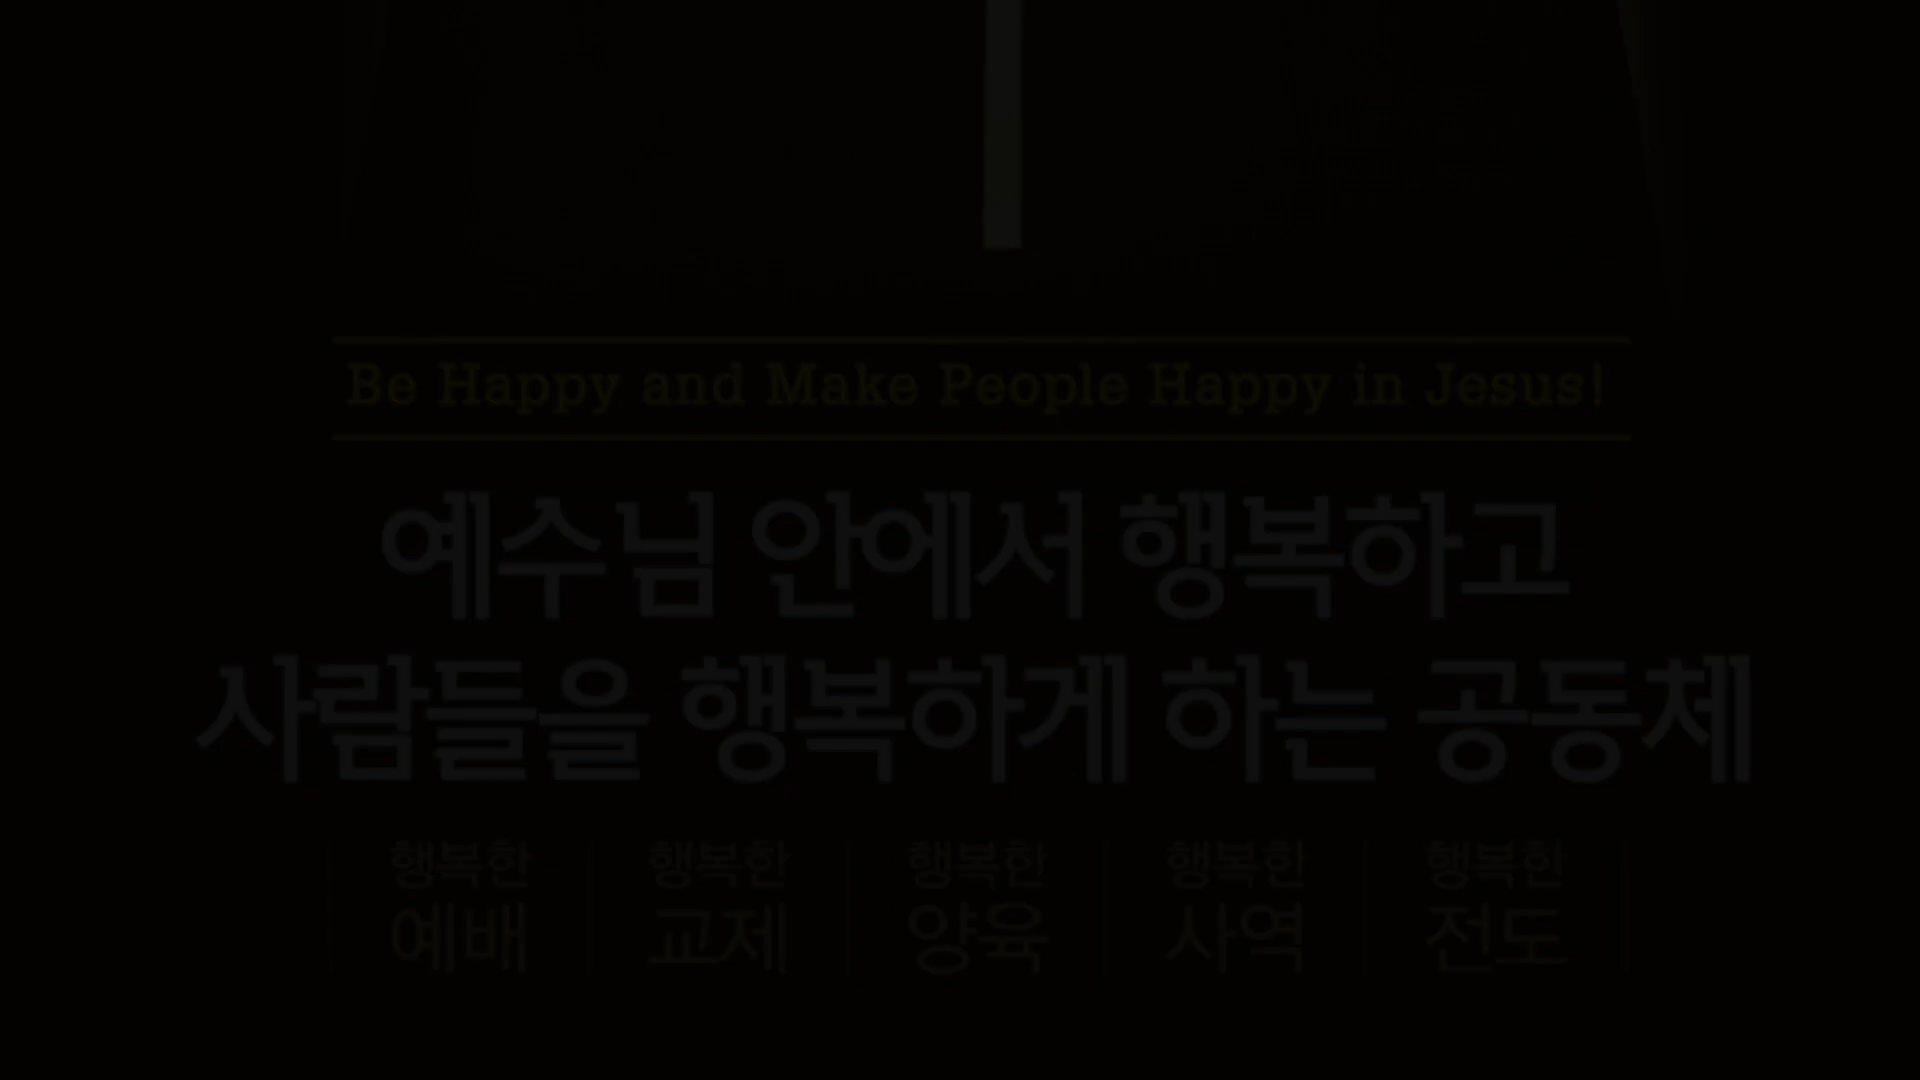 Be Happy and Make People Happy in Jesus!
예수님 안에서 행복하고
사람들을 행복하게 하는 공동체
행복한 행복한 행복한 행복한 행복한
예배 교제 양육 사역 전도